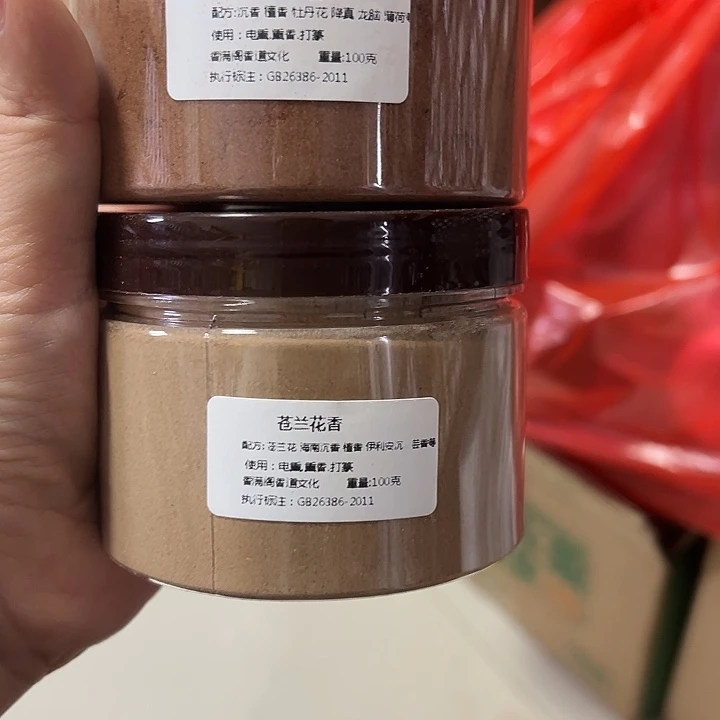 配方:沉香 檀香 牡丹花 降真 龙脑 薄荷
使用：电熏.熏香.打篆
香满阁香道文化 重量:100克
执行标注：GB26386-2011
苍兰花香
配方: 苍兰花 海南沉香 檀香 伊利安沉 芸香等
使用：电熏.熏香.打篆
香满阁香道文化 重量:100克
执行标注：GB26386-2011